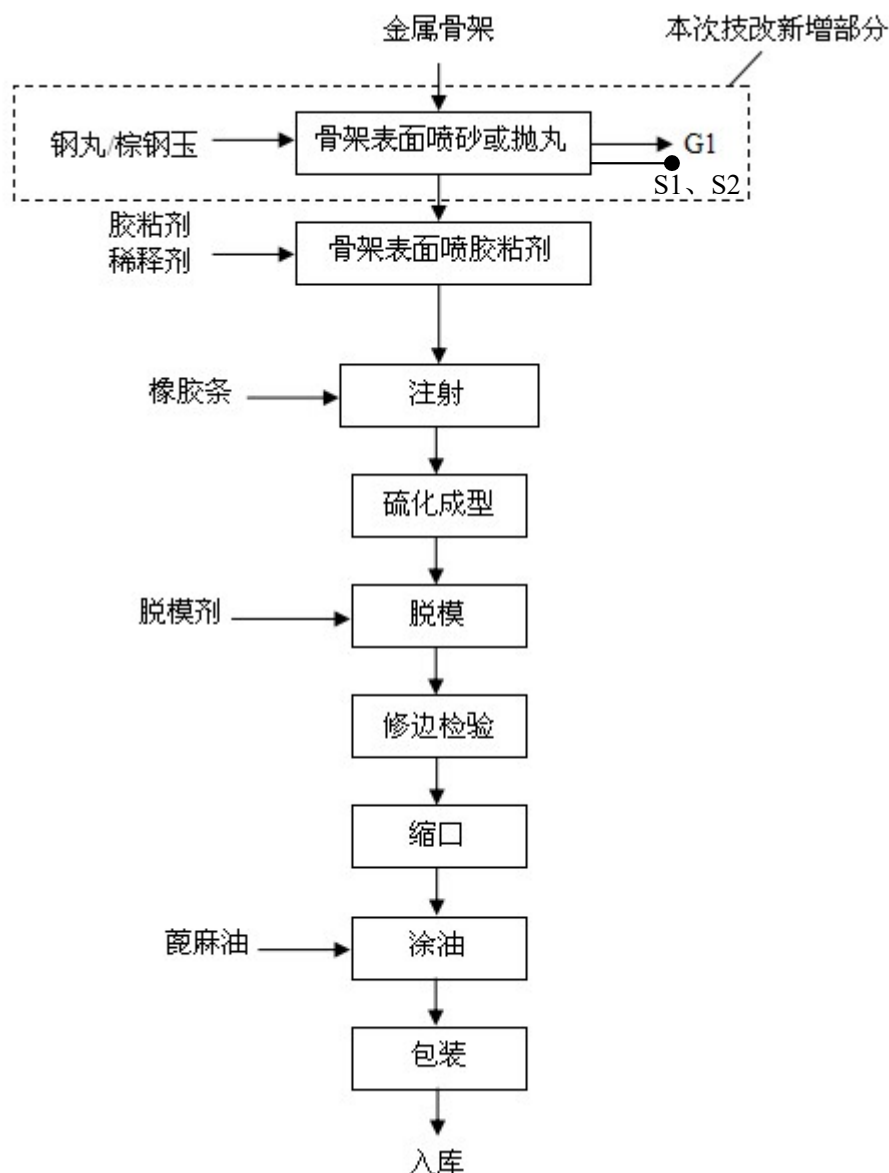 金属骨架
本次技改新增部分
钢丸/棕钢玉
骨架表面喷砂或抛丸
G1
S1、S2
胶粘剂
稀释剂
骨架表面喷胶粘剂
橡胶条
注射
硫化成型
脱模剂
脱模
修边检验
缩口
蓖麻油
涂油
包装
入库